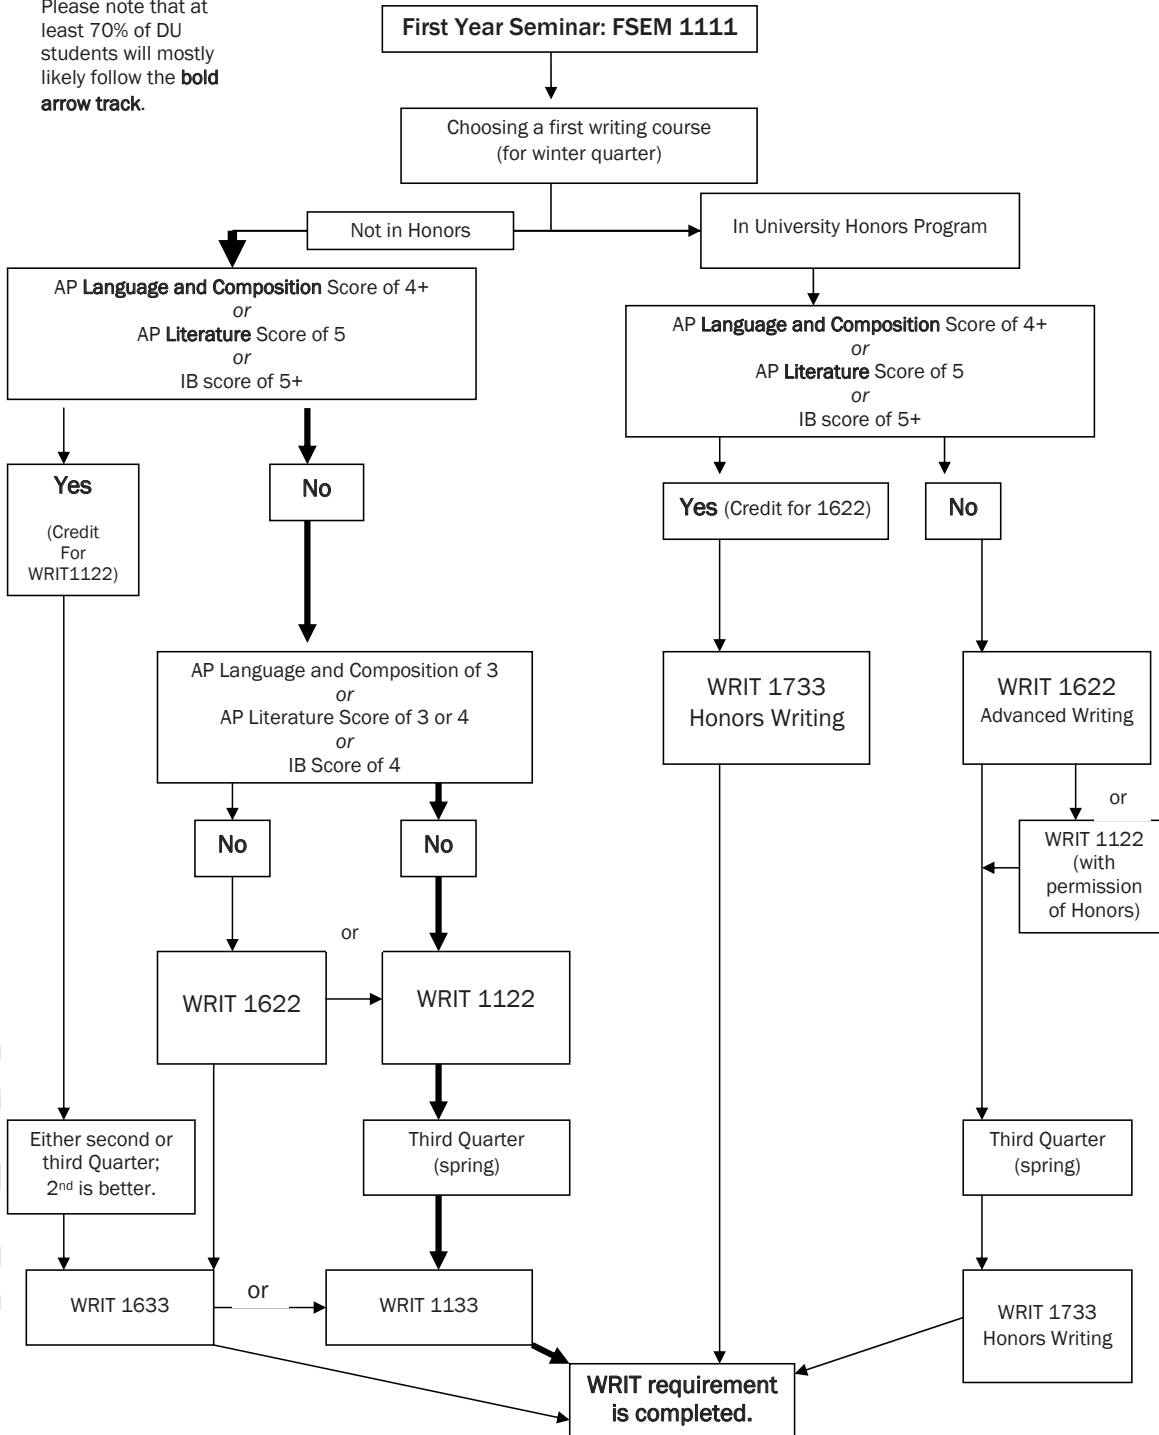 Please note that at
least 70% of DU
students will mostly
likely follow the bold
arrow track.
First Year Seminar: FSEM 1111
Choosing a first writing course
(for winter quarter)
Not in Honors
In University Honors Program
AP Language and Composition Score of 4+
or
AP Literature Score of 5
or
IB score of 5+
AP Language and Composition Score of 4+
or
AP Literature Score of 5
or
IB score of 5+
Yes
(Credit
For
WRIT1122)
No
Yes (Credit for 1622)
No
AP Language and Composition of 3
or
AP Literature Score of 3 or 4
or
IB Score of 4
WRIT 1733
Honors Writing
WRIT 1622
Advanced Writing
or
No
No
WRIT 1122
(with
permission
of Honors)
or
WRIT 1622
WRIT 1122
Either second or
third Quarter;
2nd is better.
Third Quarter
(spring)
Third Quarter
(spring)
WRIT 1633
or
WRIT 1133
WRIT 1733
Honors Writing
WRIT requirement
is completed.